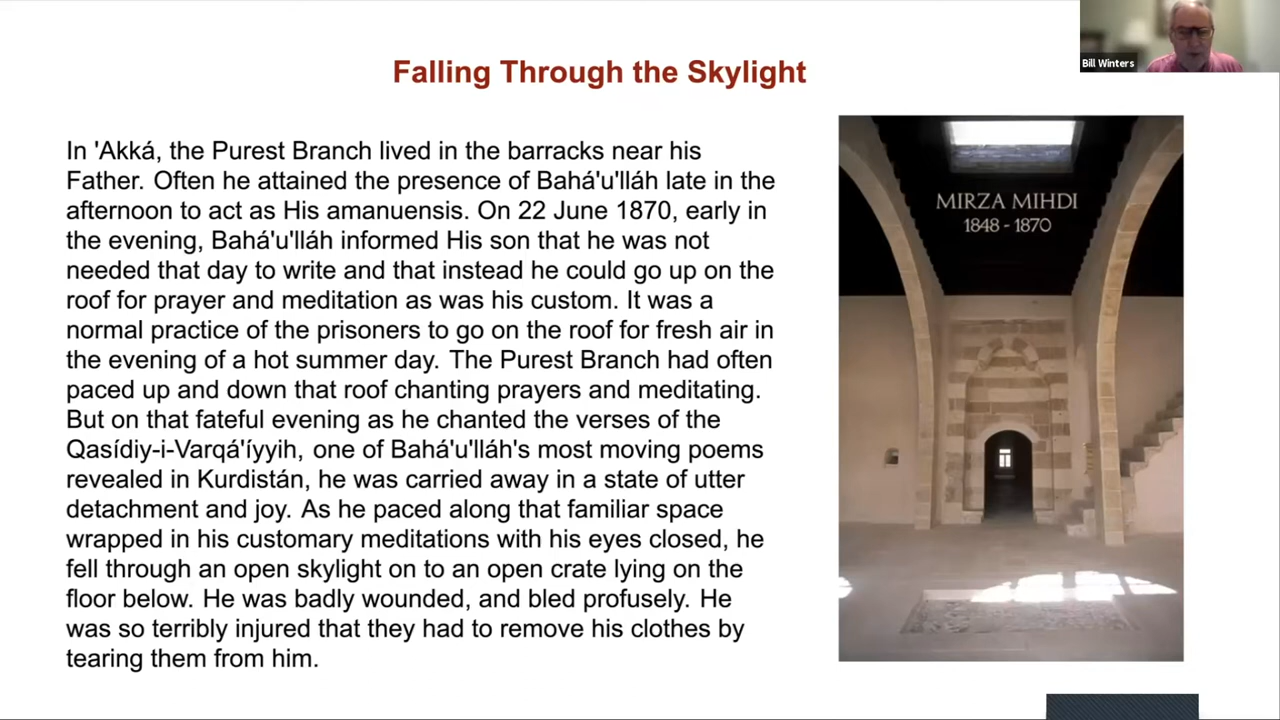 Falling Through the Skylight
Bill Winters
In 'Akká, the Purest Branch lived in the barracks near his
Father. Often he attained the presence of Bahá'u'lláh late in the
afternoon to act as His amanuensis. On 22 June 1870, early in
the evening, Bahá'u'lláh informed His son that he was not
needed that day to write and that instead he could go up on the
roof for prayer and meditation as was his custom. It was a
normal practice of the prisoners to go on the roof for fresh air in
the evening of a hot summer day. The Purest Branch had often
paced up and down that roof chanting prayers and meditating.
But on that fateful evening as he chanted the verses of the
Qasídiy-i-Varqá'íyyih, one of Bahá'u'lláh's most moving poems
revealed in Kurdistán, he was carried away in a state of utter
detachment and joy. As he paced along that familiar space
wrapped in his customary meditations with his eyes closed, he
fell through an open skylight on to an open crate lying on the
floor below. He was badly wounded, and bled profusely. He
was so terribly injured that they had to remove his clothes by
tearing them from him.
MIRZA MIHDI
1848 - 1870